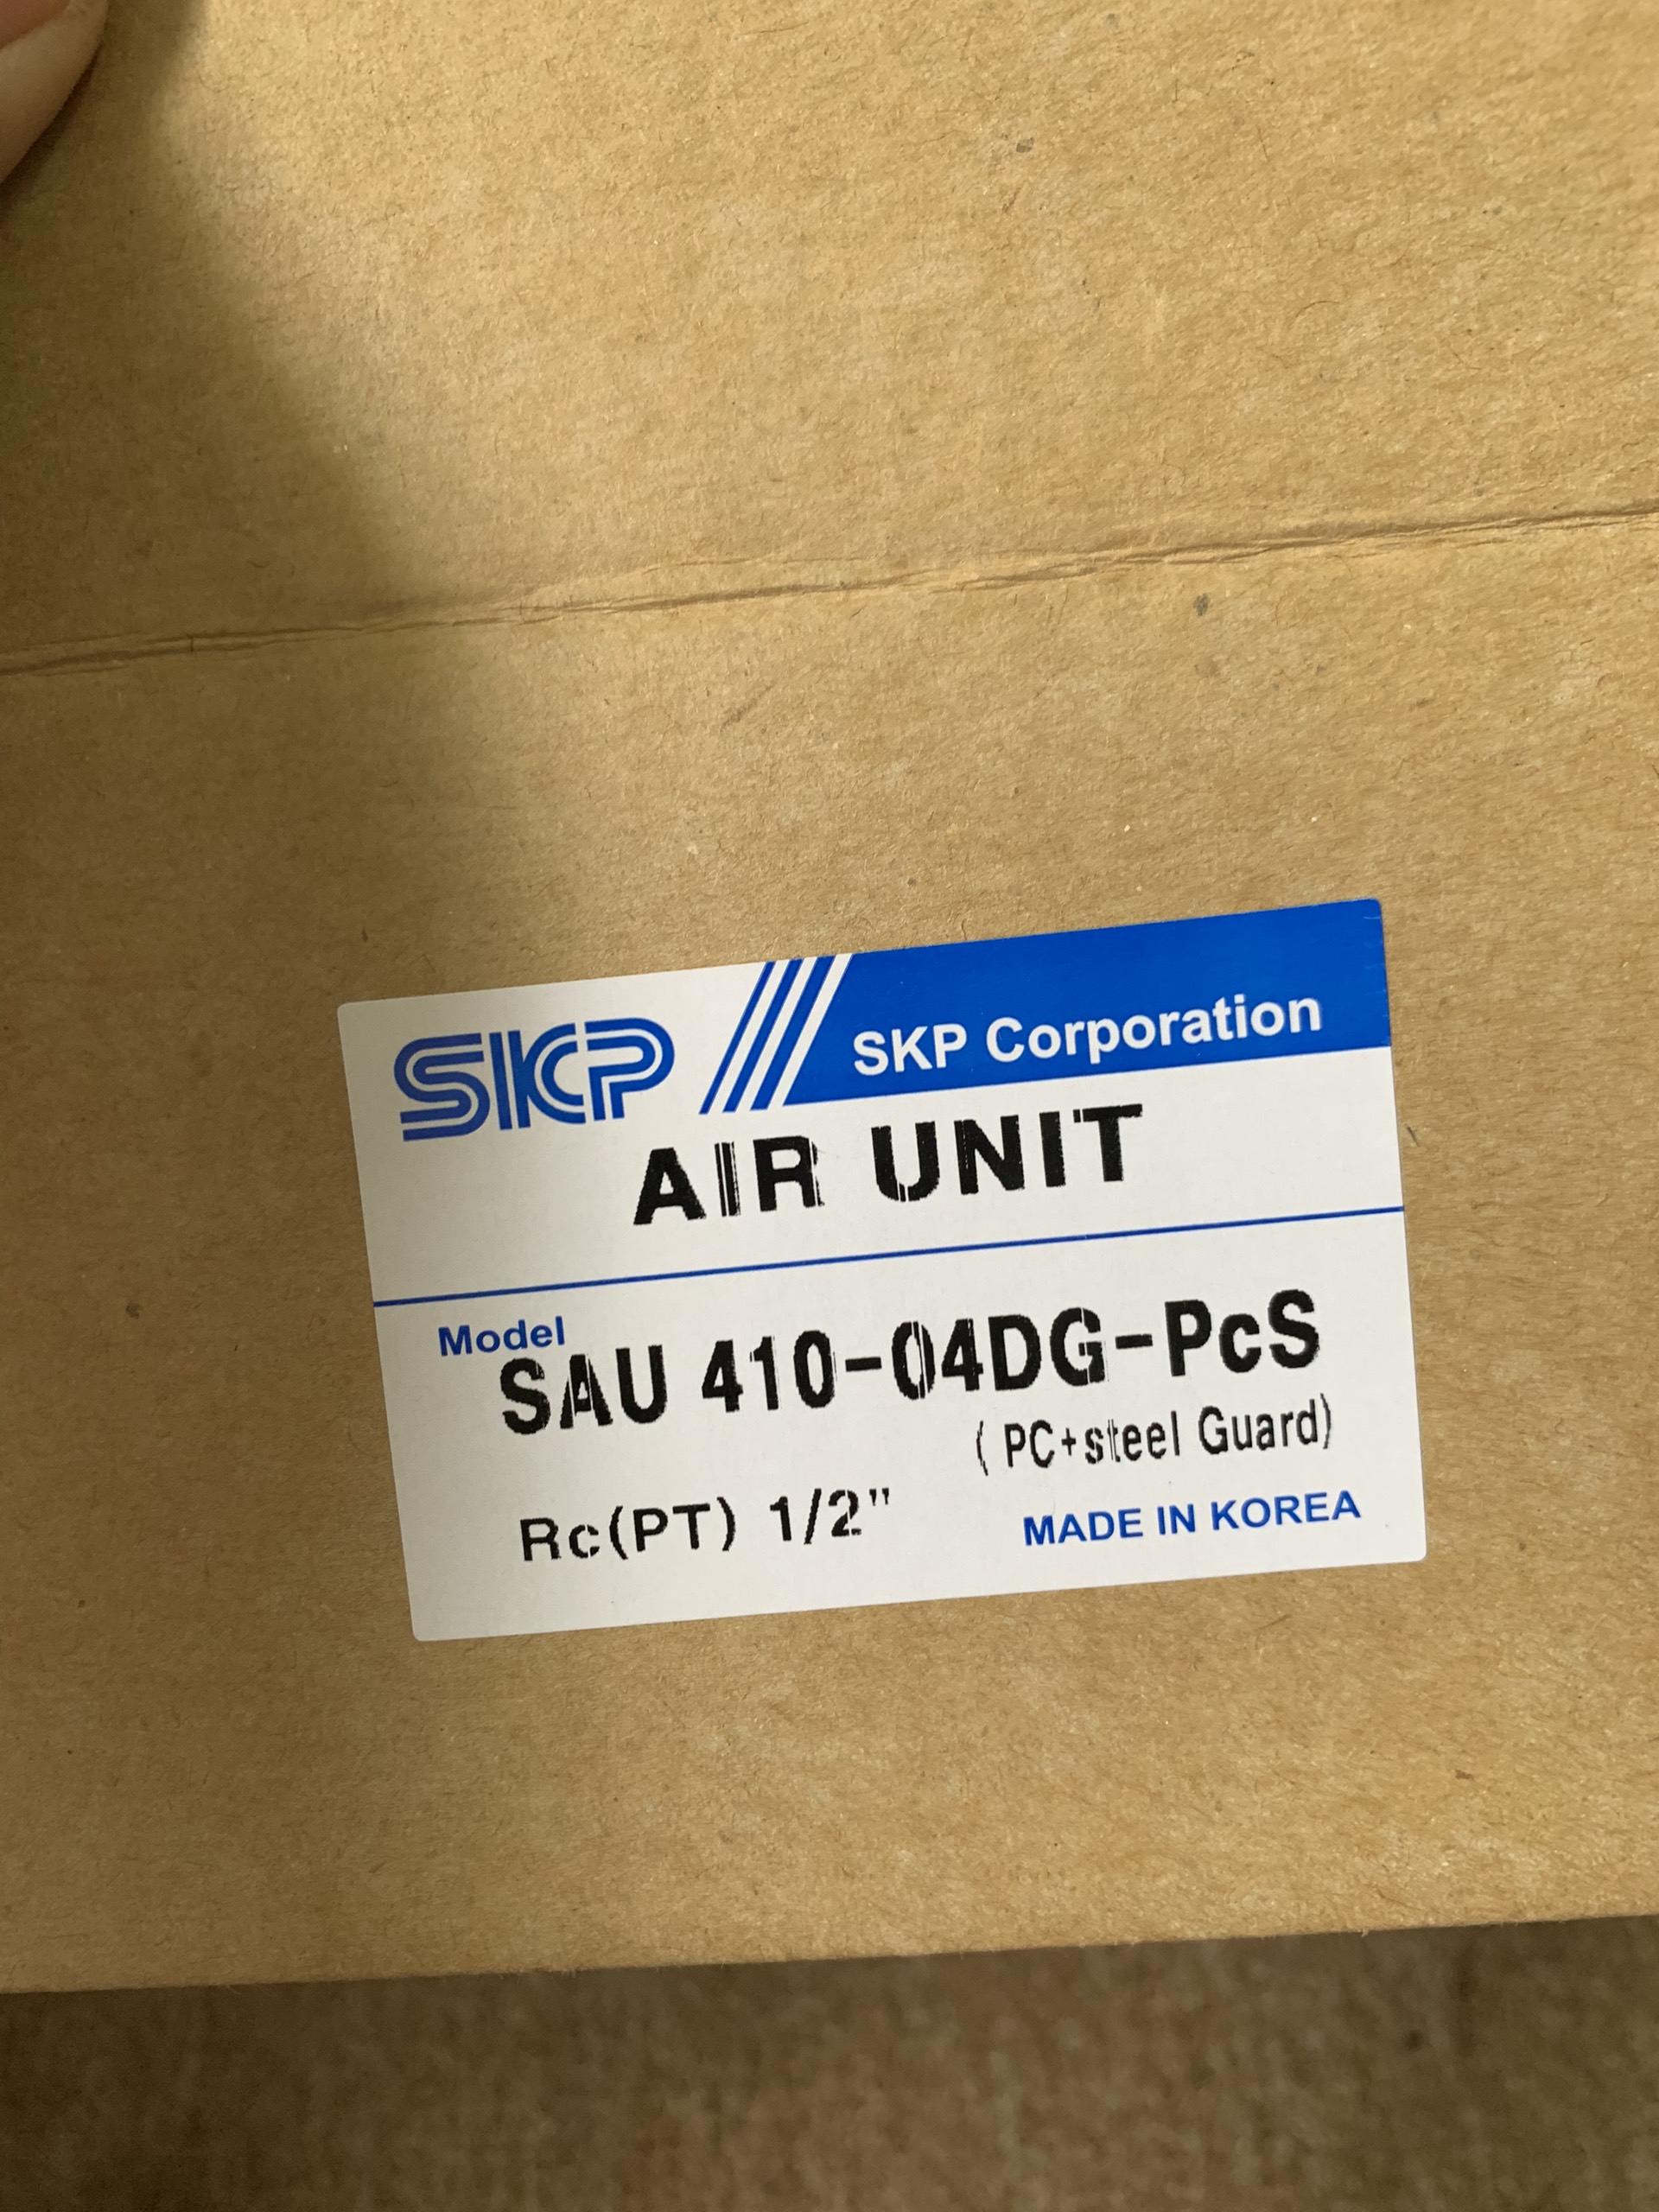 SKP
SKP Corporation
AIR UNIT
Model
SAU 410-04DG-PcS
( PC+steel Guard)
Rc(PT) 1/2"
MADE IN KOREA